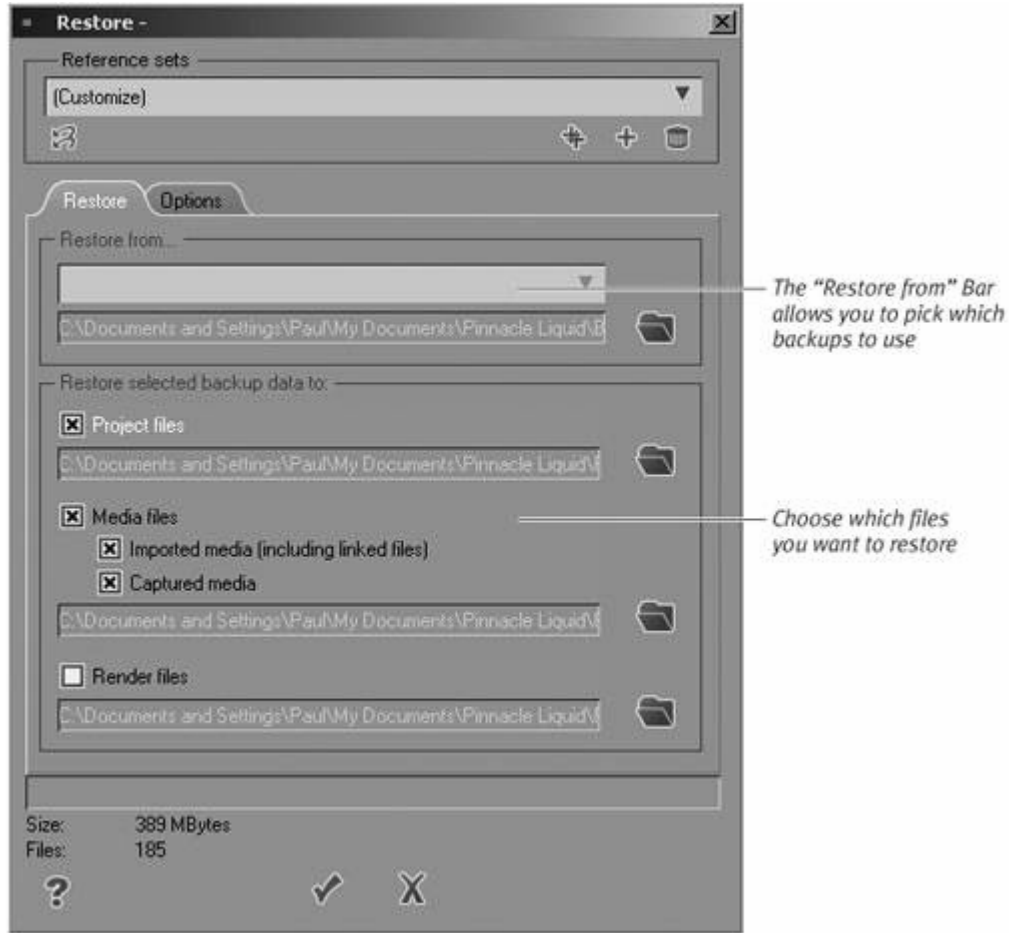 Restore -
Reference sets
(Customize)
Restore Options
Restore from...
The "Restore from" Bar
allows you to pick which
backups to use
C:\Documents and Settings\Paul\My Documents\Pinnacle Liquid\B
Restore selected backup data to:
Project files
C:\Documents and Settings\Paul\My Documents\Pinnacle Liquid\
Media files
Choose which files
you want to restore
Imported media (including linked files)
Captured media
C:\Documents and Settings\Paul\My Documents\Pinnacle Liquid\
Render files
C:\Documents and Settings\Paul\My Documents\Pinnacle Liquid\
Size: 389 MBytes
Files: 185
?